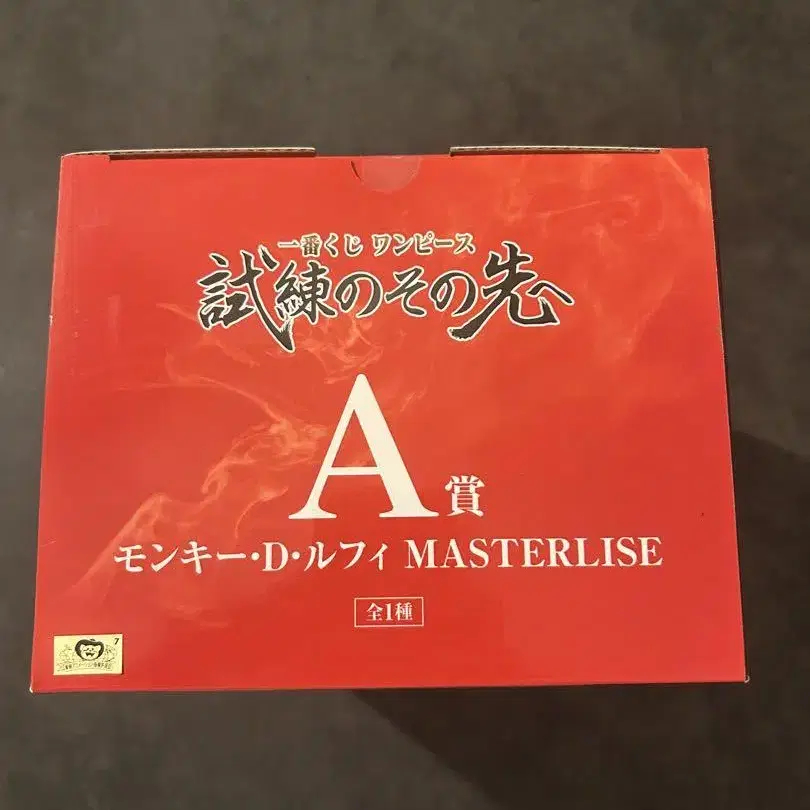 一番くじ ワンピース
試練のその先へ
A賞
モンキー・D・ルフィ MASTERLISE
全1種
7